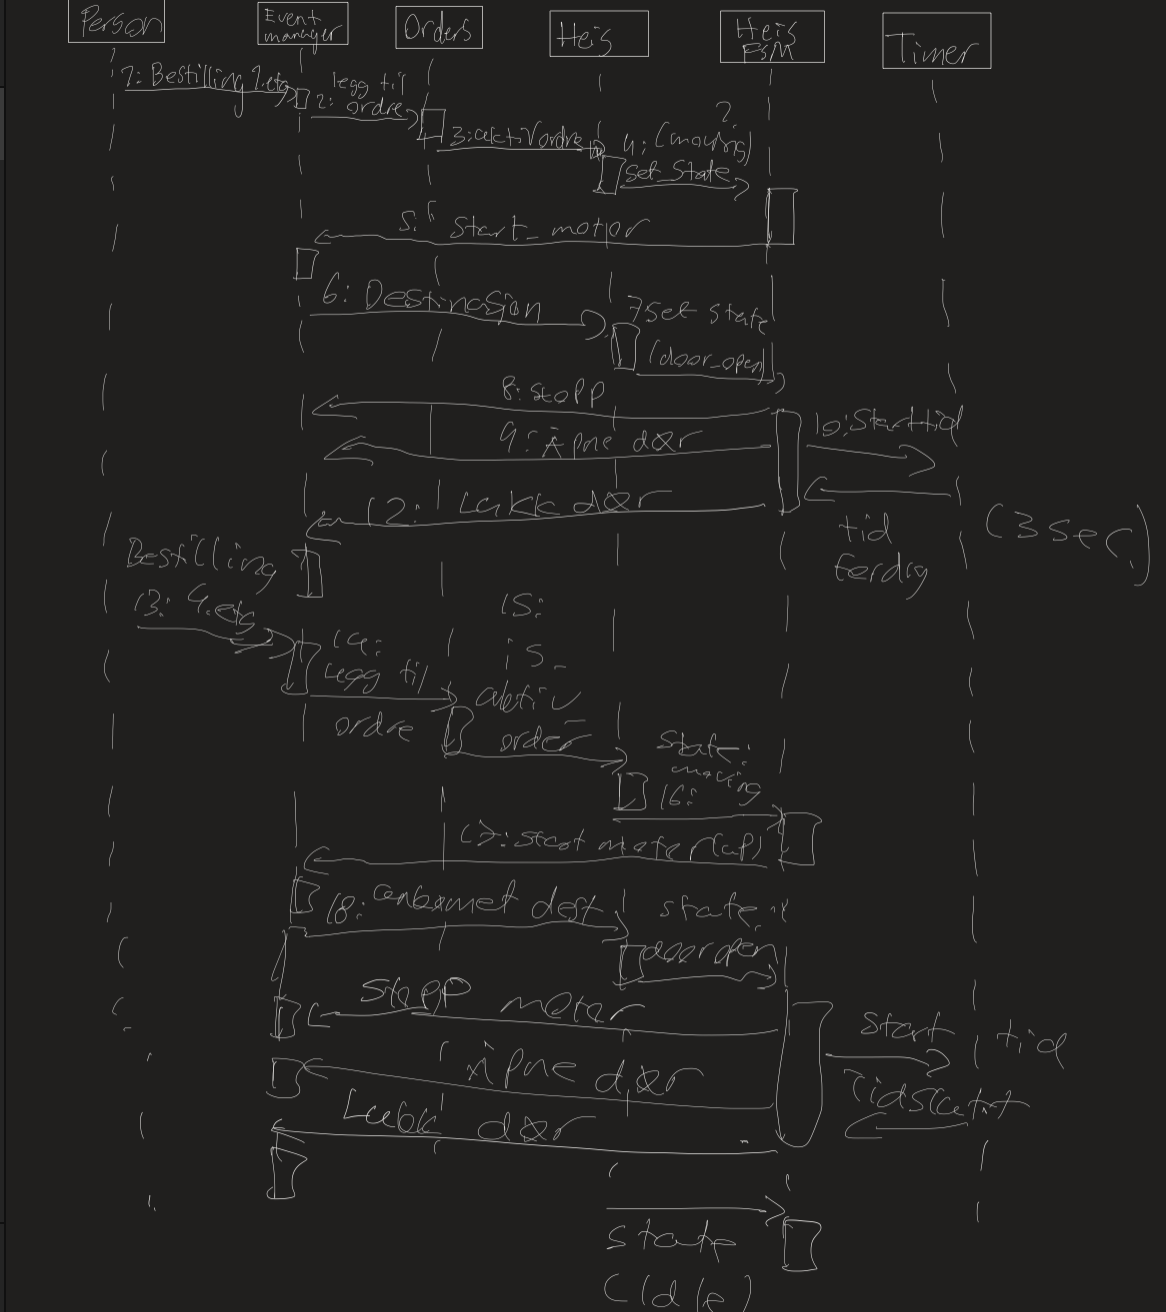 Person
Event
manager
Orders
Heis
Heis
FSM
Timer
1: Bestilling 1.etg
2: legg til
ordre
3: aktiv ordre
?
4: (moving)
set_State
5: start_motor
6: Destinasjon
7 set state
(door_open)
8: stopp
9: Åpne dør
10: Start tid
tid
ferdig
(3 sec)
12: Lukk dør
Bestilling
13: 4.etg
14:
legg til
ordre
15:
is_
aktiv
order
state:
moving
16:
17: start motor(up)
18: ankommet dest.
state:
door open
Stopp motor
Start tid
Åpne dør
Tidslutt
Lukk dør
state
(Idle)